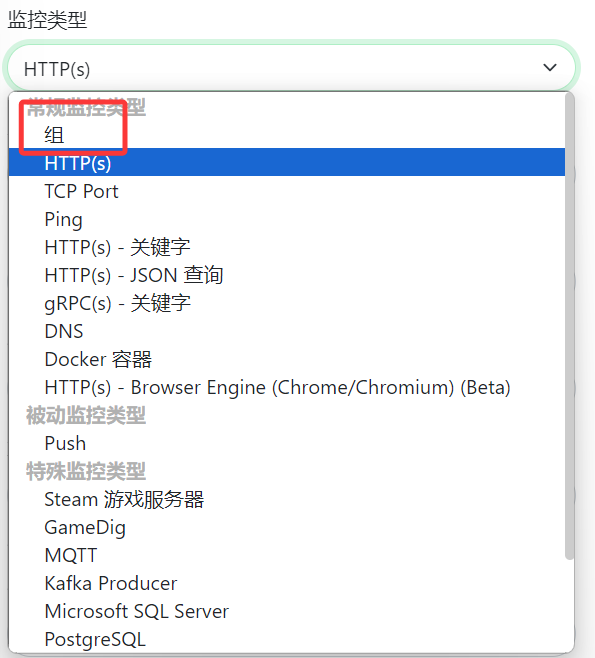 监控类型
HTTP(s)
常规监控类型
组
HTTP(s)
TCP Port
Ping
HTTP(s) - 关键字
HTTP(s) - JSON 查询
gRPC(s) - 关键字
DNS
Docker 容器
HTTP(s) - Browser Engine (Chrome/Chromium) (Beta)
被动监控类型
Push
特殊监控类型
Steam 游戏服务器
GameDig
MQTT
Kafka Producer
Microsoft SQL Server
PostgreSQL